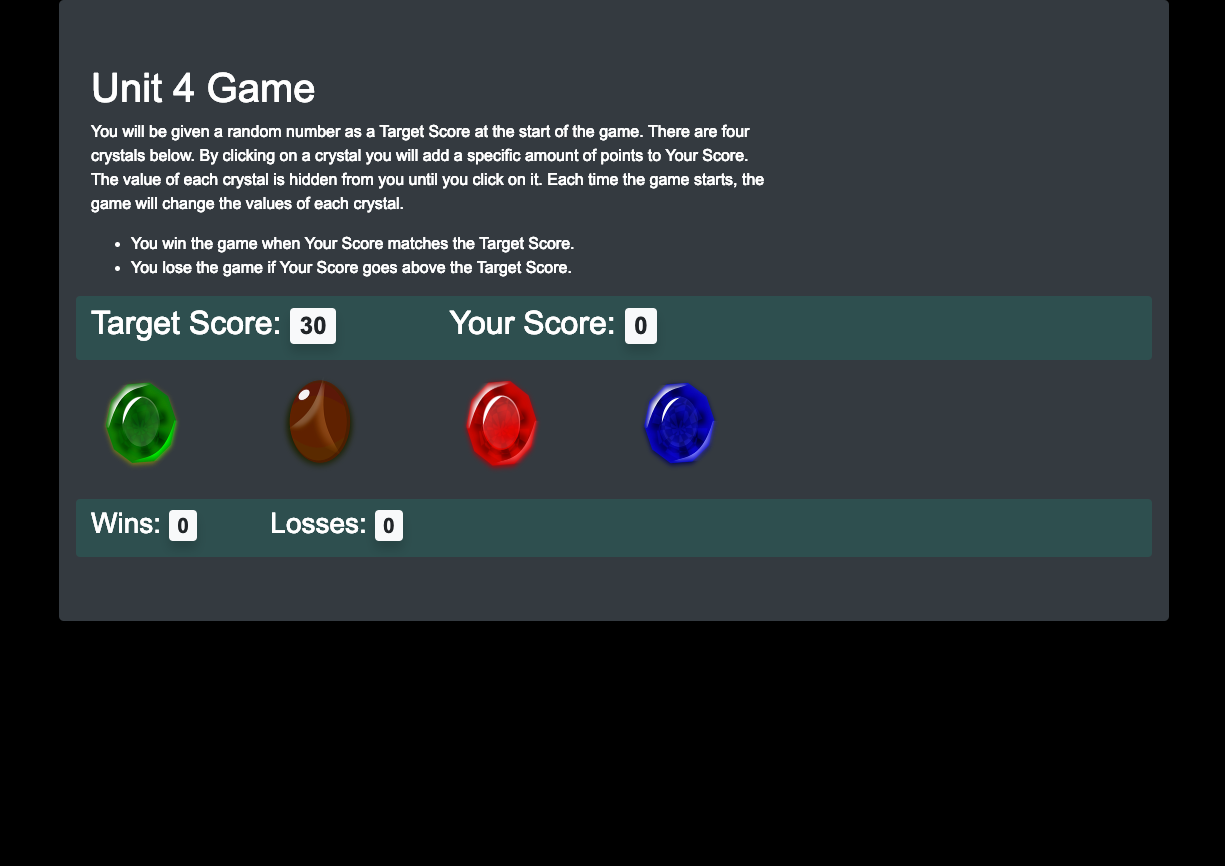 Unit 4 Game
You will be given a random number as a Target Score at the start of the game. There are four
crystals below. By clicking on a crystal you will add a specific amount of points to Your Score.
The value of each crystal is hidden from you until you click on it. Each time the game starts, the
game will change the values of each crystal.
• You win the game when Your Score matches the Target Score.
• You lose the game if Your Score goes above the Target Score.
Target Score: 30 Your Score: 0
Wins: 0 Losses: 0